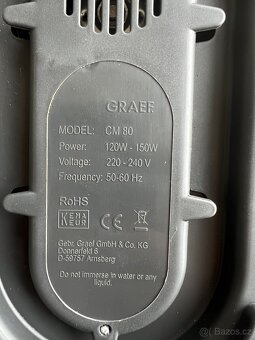 GRAEF
MODEL: CM 80
Power: 120W - 150W
Voltage: 220 - 240 V
Frequency: 50-60 Hz
RoHS
KEMA
KEUR
CE
Gebr. Graef GmbH & Co. KG
Donnerfeld 6
D-59757 Arnsberg
Do not immerse in water or any
liquid.
Sbazoš.cz